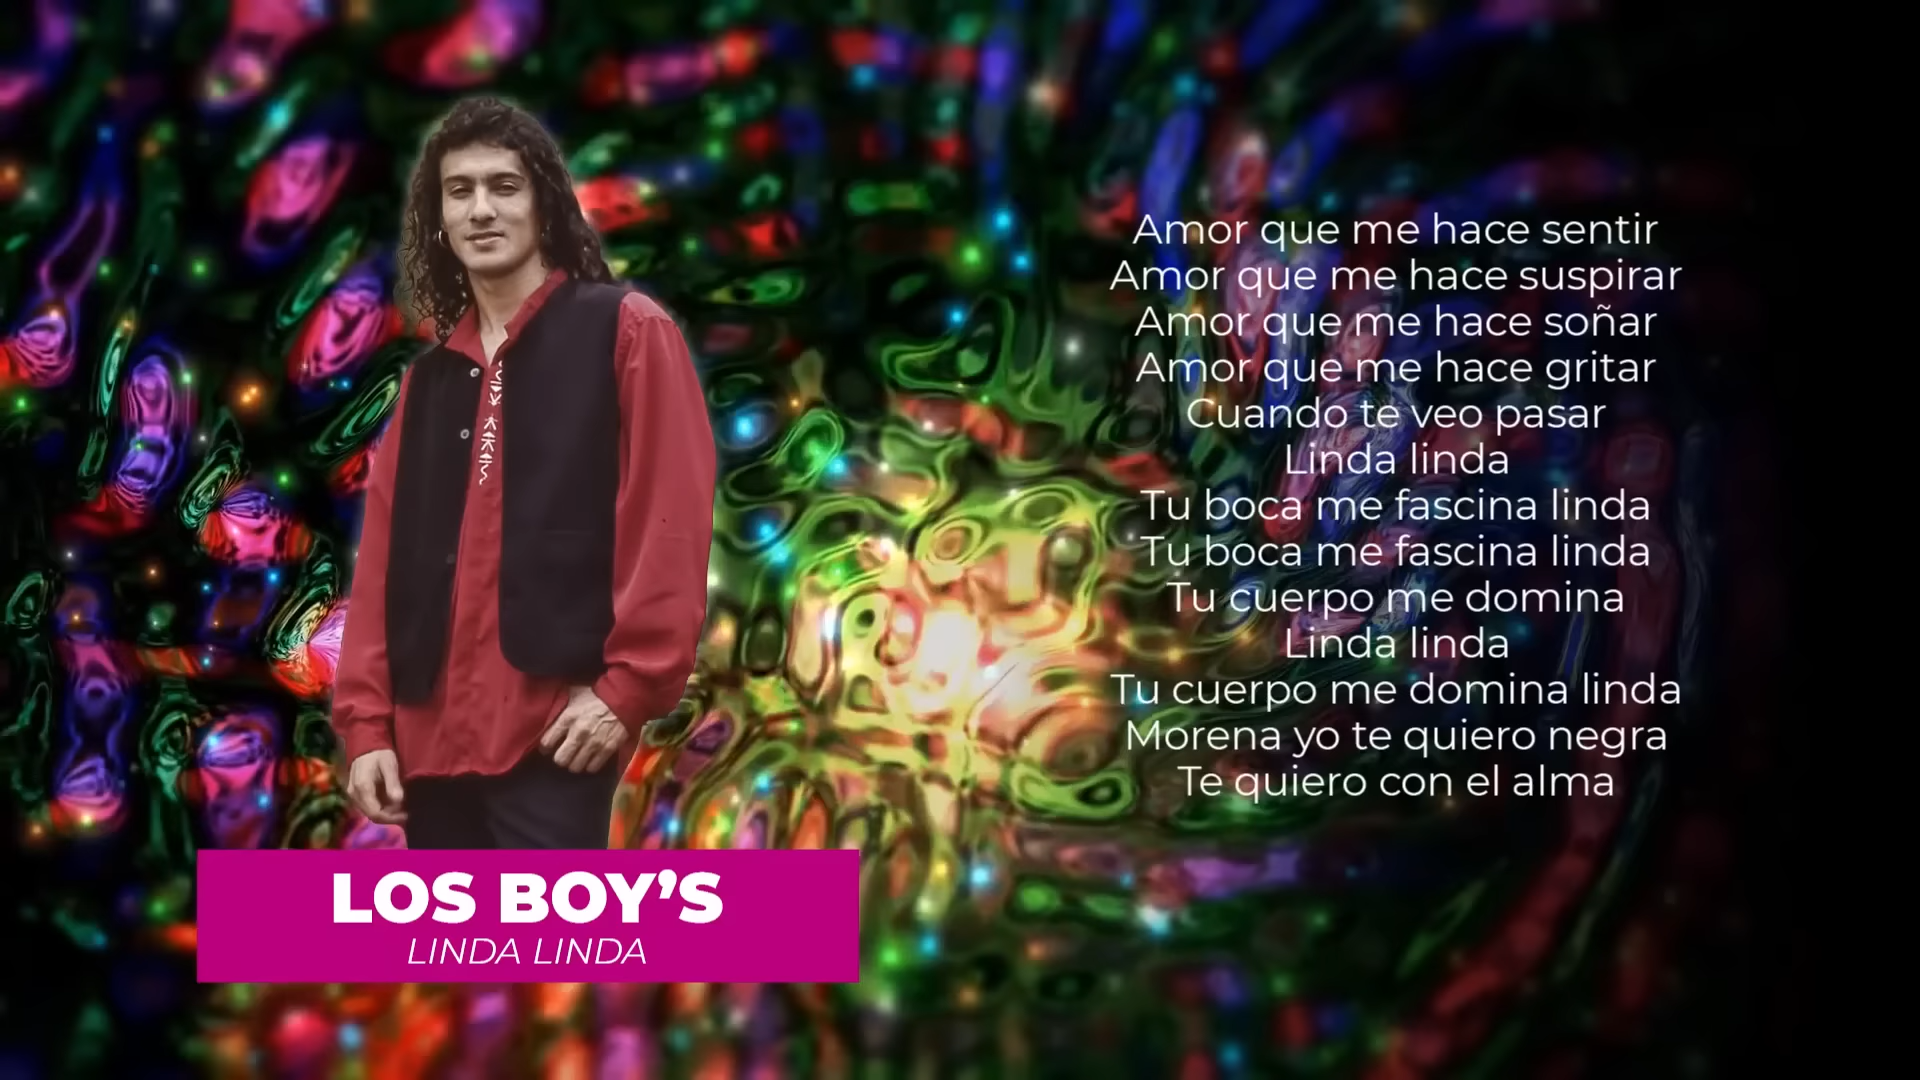 Amor que me hace sentir
Amor que me hace suspirar
Amor que me hace soñar
Amor que me hace gritar
Cuando te veo pasar
Linda linda
Tu boca me fascina linda
Tu boca me fascina linda
Tu cuerpo me domina
Linda linda
Tu cuerpo me domina linda
Morena yo te quiero negra
Te quiero con el alma
LOS BOY'S
LINDA LINDA